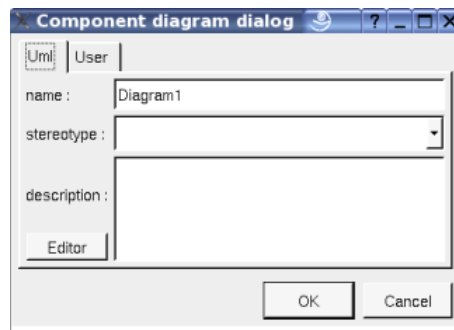 Component diagram dialog
Uml User
name : Diagram1
stereotype :
description :
Editor
OK Cancel